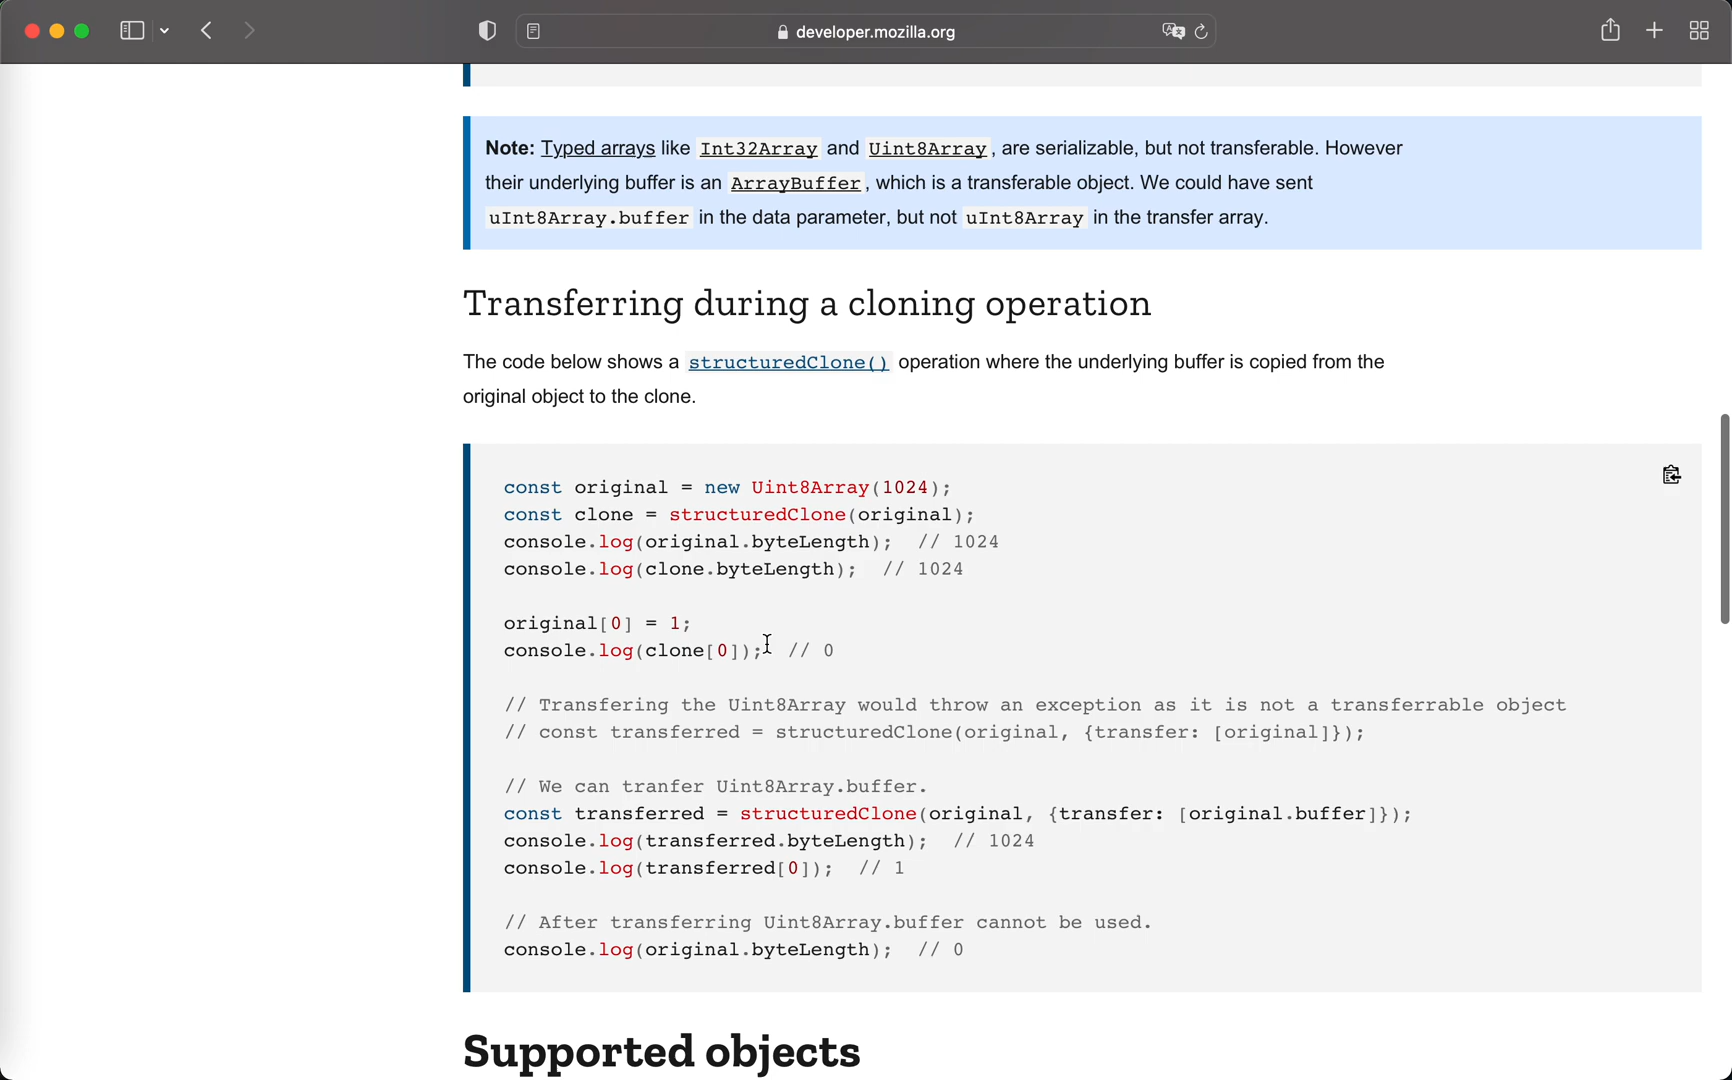 developer.mozilla.org
Note: Typed arrays like Int32Array and Uint8Array, are serializable, but not transferable. However
their underlying buffer is an ArrayBuffer, which is a transferable object. We could have sent
uInt8Array.buffer in the data parameter, but not uInt8Array in the transfer array.
Transferring during a cloning operation
The code below shows a structuredClone() operation where the underlying buffer is copied from the
original object to the clone.
const original = new Uint8Array(1024);
const clone = structuredClone(original);
console.log(original.byteLength);  // 1024
console.log(clone.byteLength);  // 1024
original[0] = 1;
console.log(clone[0]);  // 0
// Transfering the Uint8Array would throw an exception as it is not a transferrable object
// const transferred = structuredClone(original, {transfer: [original]});
// We can tranfer Uint8Array.buffer.
const transferred = structuredClone(original, {transfer: [original.buffer]});
console.log(transferred.byteLength);  // 1024
console.log(transferred[0]);  // 1
// After transferring Uint8Array.buffer cannot be used.
console.log(original.byteLength);  // 0
Supported objects